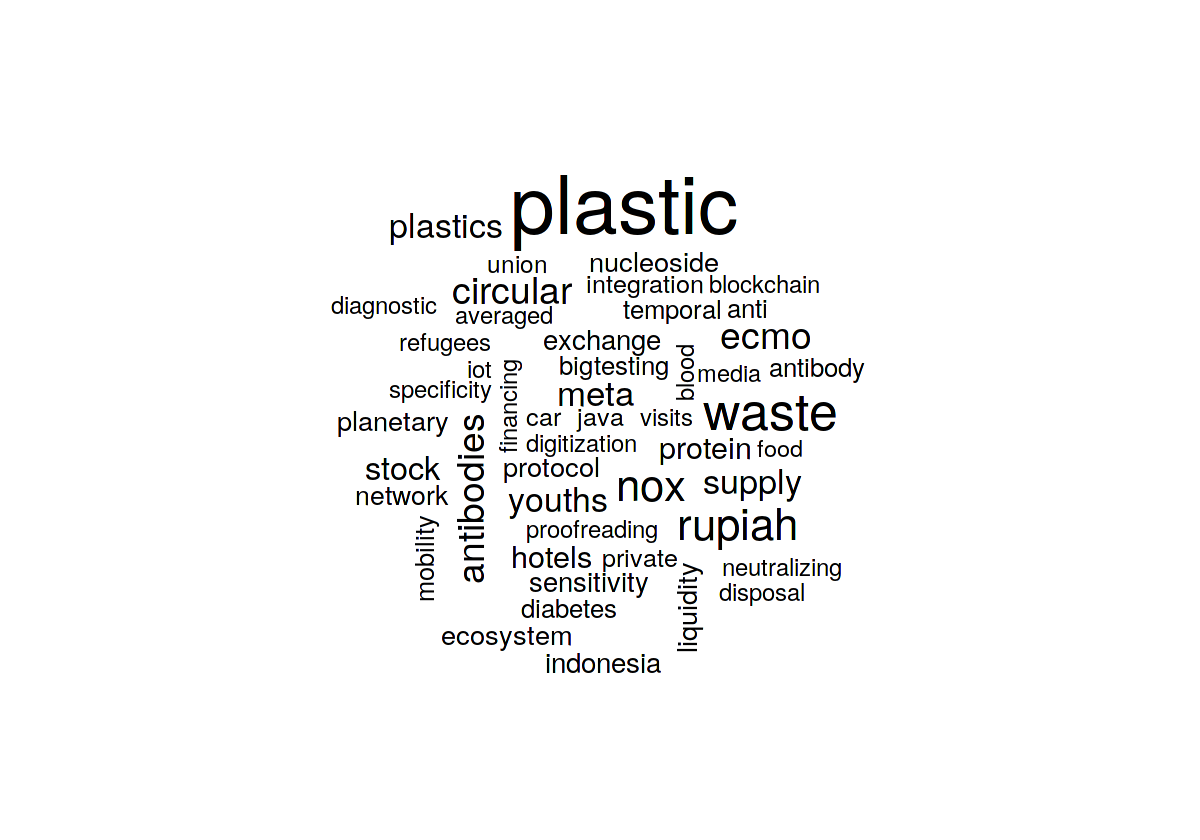 plastic
plastics
union nucleoside
circular integration blockchain
diagnostic averaged temporal anti
refugees exchange ecmo
iot bigtesting blood media antibody
specificity financing meta
planetary car java visits waste
digitization protein food
stock antibodies protocol
network youths nox supply
mobility proofreading rupiah
hotels private
sensitivity liquidity neutralizing
diabetes disposal
ecosystem
indonesia